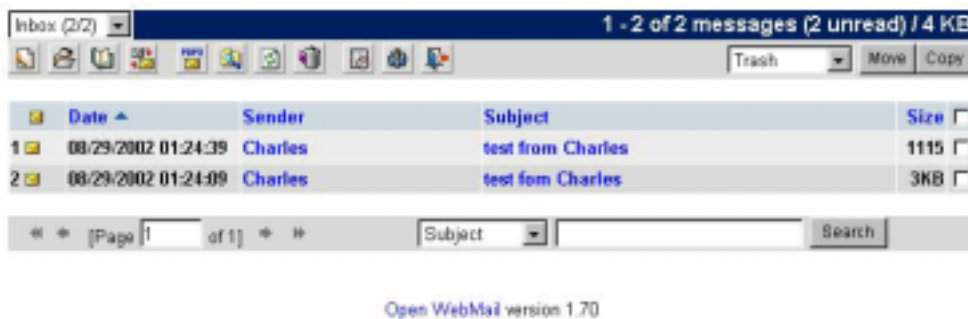 Inbox (2/2) 1 - 2 of 2 messages (2 unread) / 4 KB
Trash Move Copy
Date Sender Subject Size
1 08/29/2002 01:24:39 Charles test from Charles 1115
2 08/29/2002 01:24:09 Charles test fom Charles 3KB
[Page 1 of 1] Subject Search
Open WebMail version 1.70